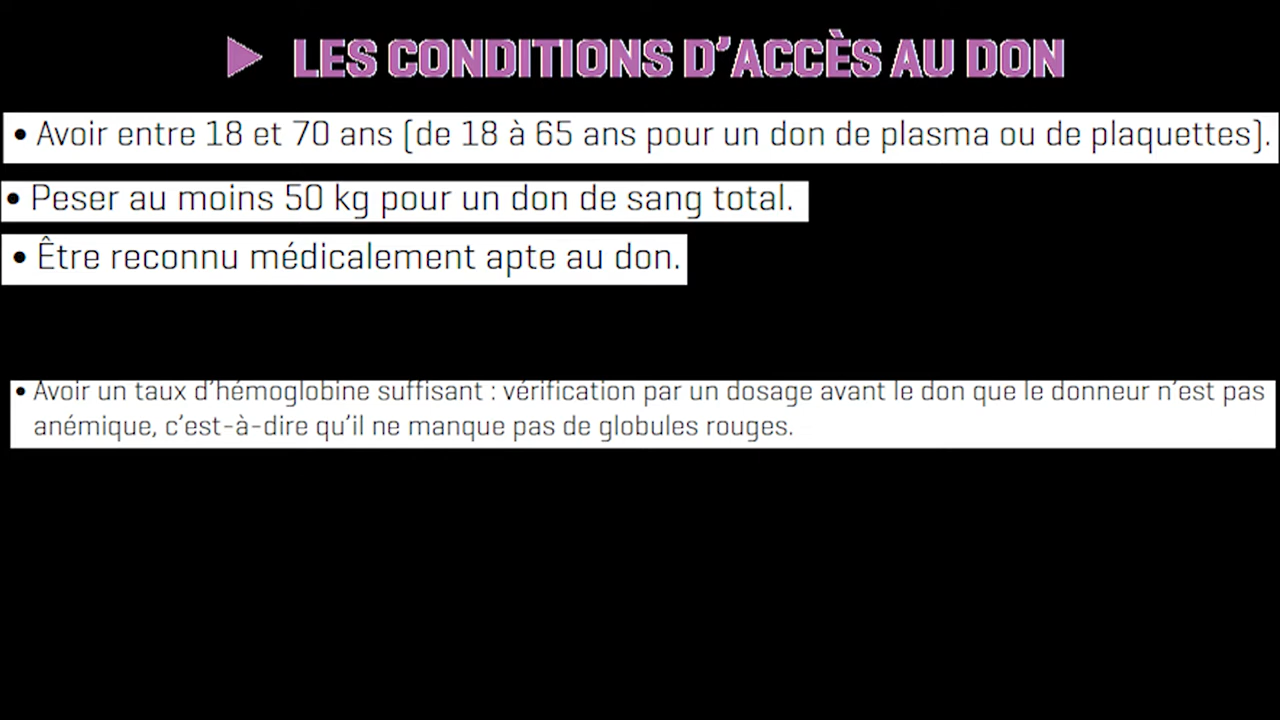 LES CONDITIONS D'ACCÈS AU DON
• Avoir entre 18 et 70 ans (de 18 à 65 ans pour un don de plasma ou de plaquettes).
• Peser au moins 50 kg pour un don de sang total.
• Être reconnu médicalement apte au don.
• Avoir un taux d'hémoglobine suffisant : vérification par un dosage avant le don que le donneur n'est pas
anémique, c'est-à-dire qu'il ne manque pas de globules rouges.